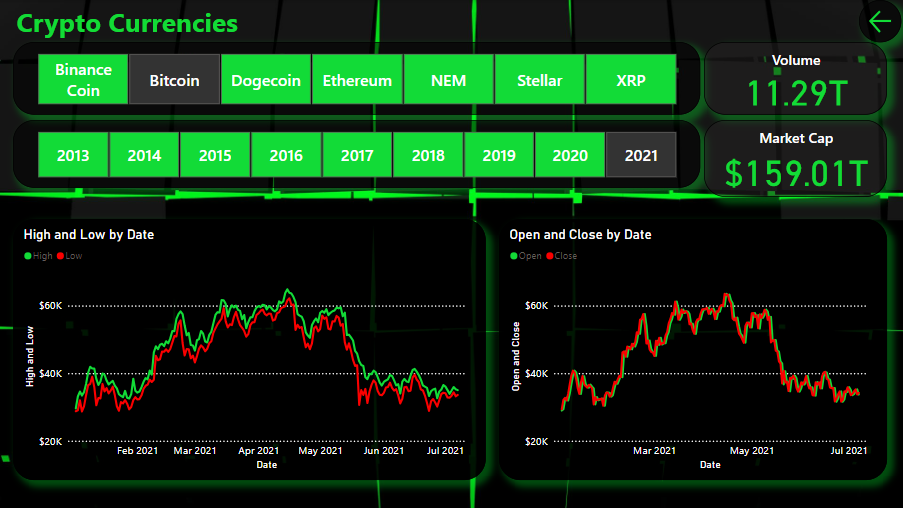 Crypto Currencies
Binance Coin
Bitcoin
Dogecoin
Ethereum
NEM
Stellar
XRP
Volume
11.29T
2013
2014
2015
2016
2017
2018
2019
2020
2021
Market Cap
$159.01T
High and Low by Date
High Low
$60K
$40K
$20K
High and Low
Feb 2021 Mar 2021 Apr 2021 May 2021 Jun 2021 Jul 2021
Date
Open and Close by Date
Open Close
$60K
$40K
$20K
Open and Close
Mar 2021 May 2021 Jul 2021
Date